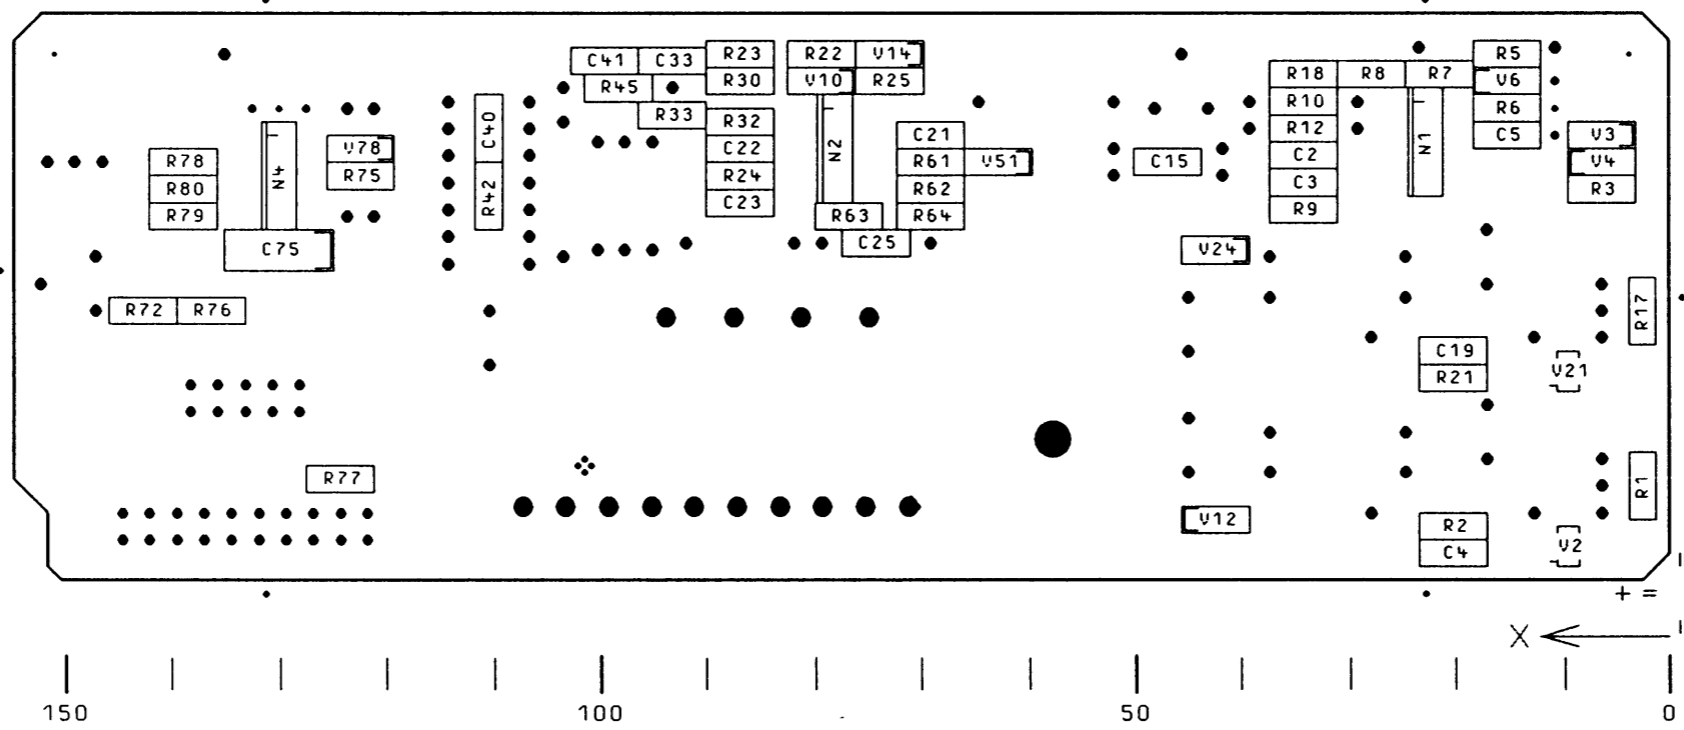 R23 R22 V14 R5
C41 C33
R18 R8 R7
R30 V10 R25 V6
R45
R10 R6
R33
R32 R12 C5 V3
C40 C21 N1
V78 C22 N2 C2
R78 R61 V51 C15 V4
R75 R24 C3
R80 N4 R62 R3
R42 C23 R9
R79 R63 R64
C75 C25 V24
R72 R76 R17
C19
V21
R21
R77 R1
V12 R2
V2
C4
+ =
X
150 100 50 0